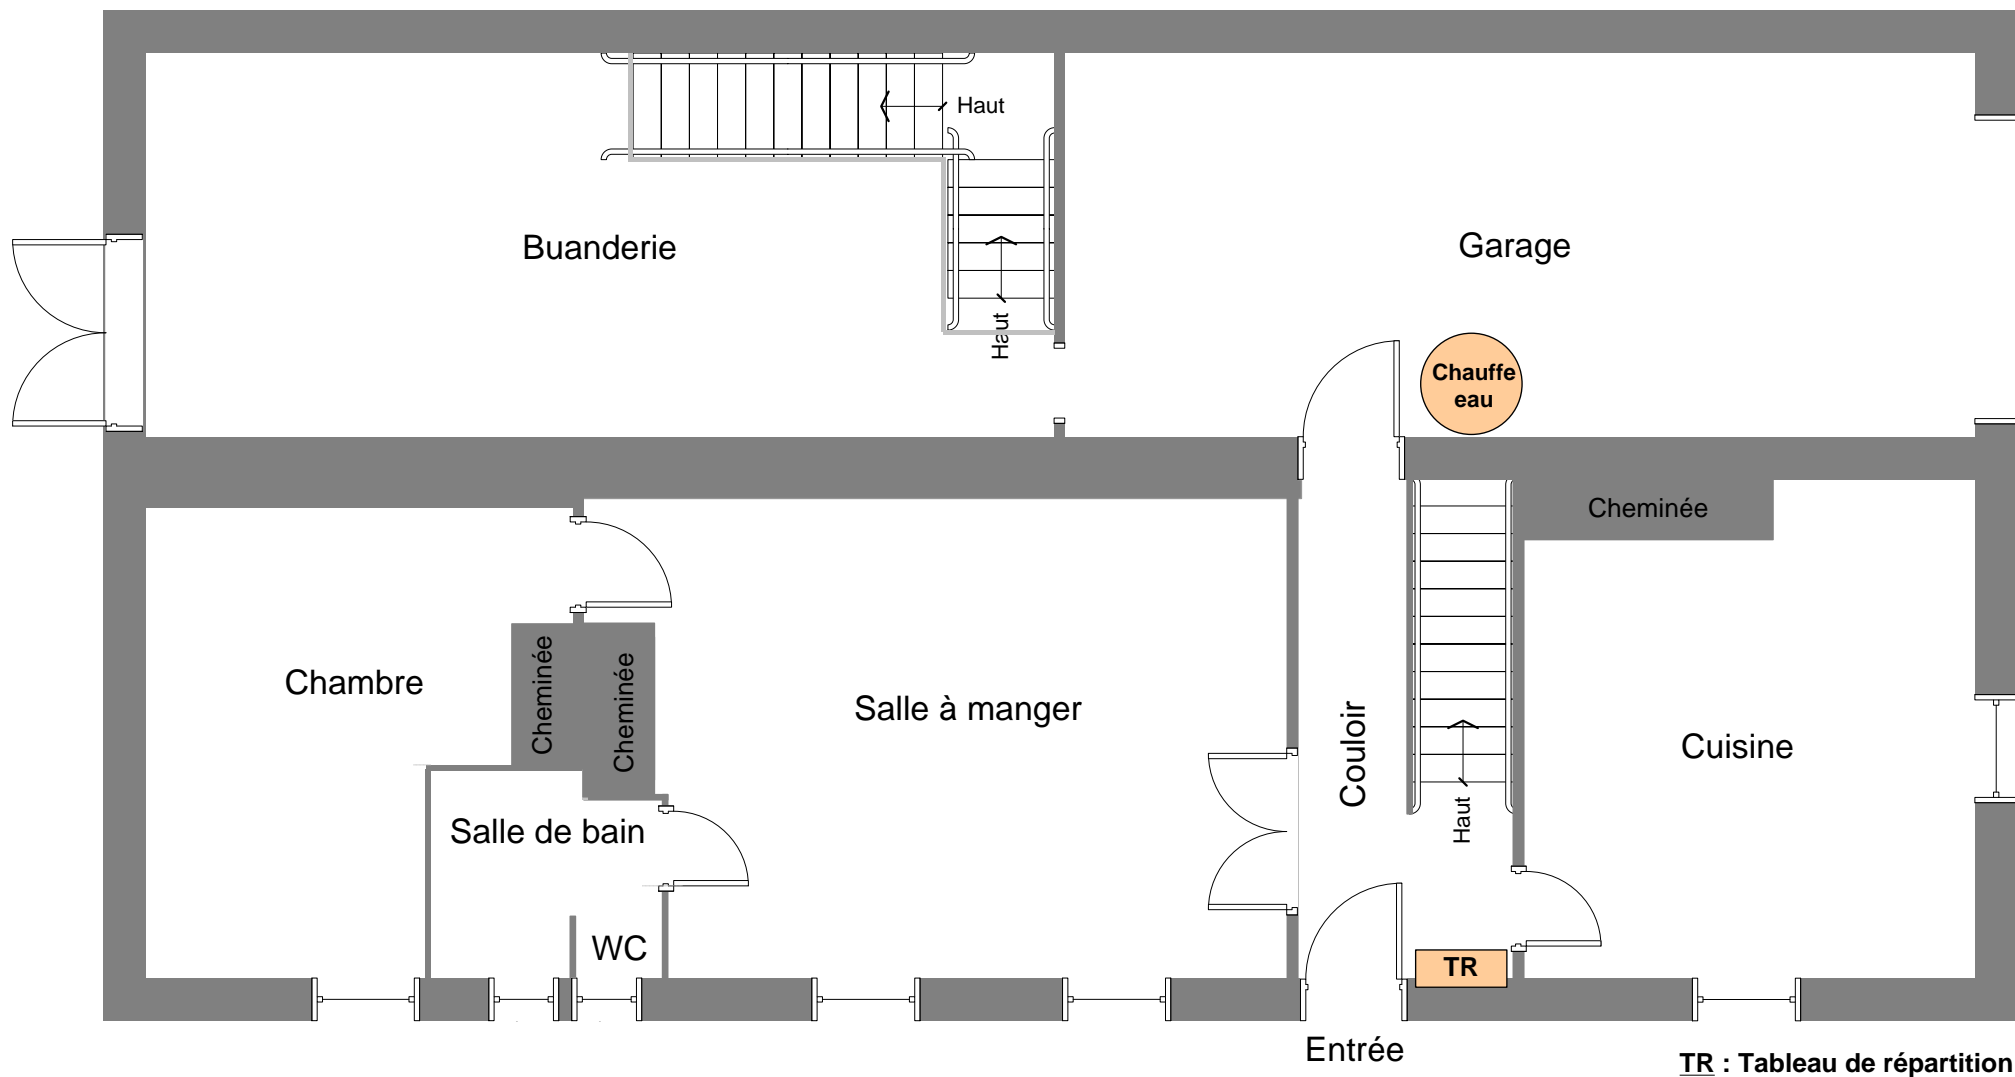 Haut
Buanderie
Garage
Haut
Chauffe
eau
Cheminée
Cheminée
Cheminée
Chambre
Salle à manger
Couloir
Cuisine
Haut
Salle de bain
WC
TR
Entrée
TR : Tableau de répartition